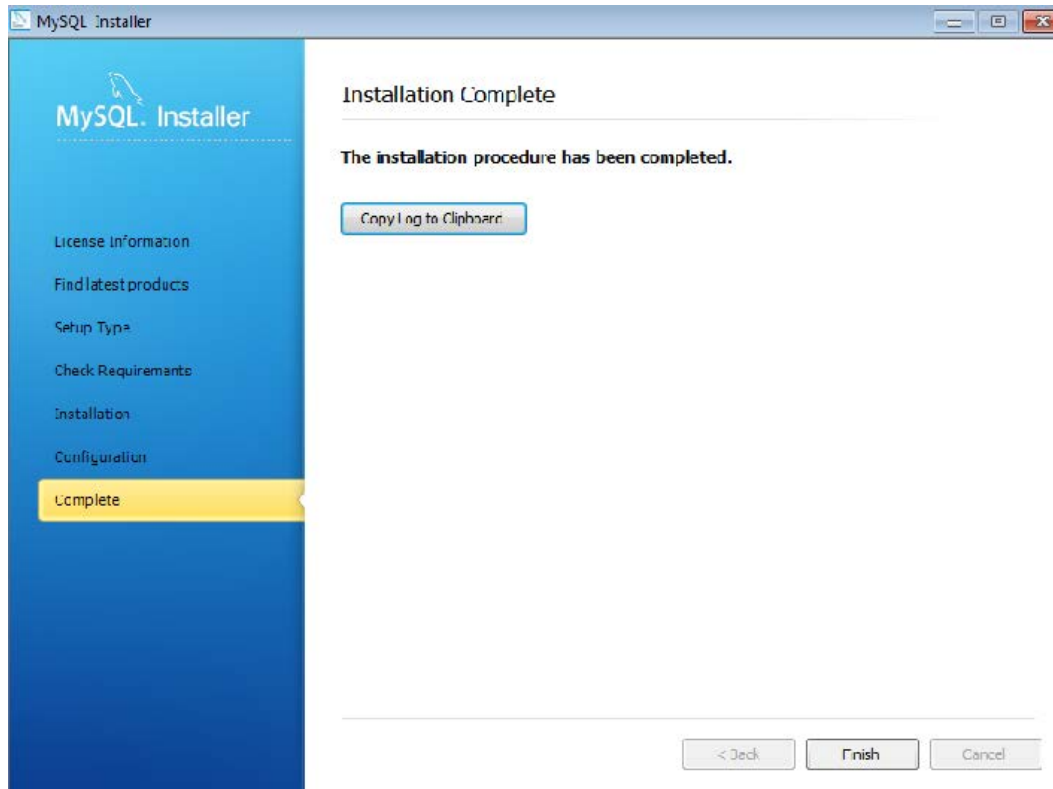 MySQL Installer
MySQL. Installer
Installation Complete
The installation procedure has been completed.
Copy Log to Clipboard
License Information
Find latest products
Setup Type
Check Requirements
Installation
Configuration
Complete
< Back
Finish
Cancel